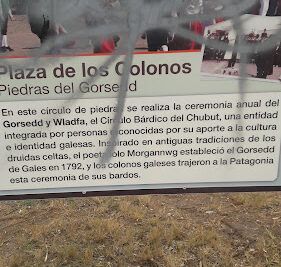 Plaza de los Colonos
Piedras del Gorsedd
En este círculo de piedras se realiza la ceremonia anual del
Gorsedd y Wladfa, el Círculo Bárdico del Chubut, una entidad
integrada por personas reconocidas por su aporte a la cultura
e identidad galesas. Inspirado en antiguas tradiciones de los
druidas celtas, el poeta Iolo Morgannwg estableció el Gorsedd
de Gales en 1792, y los colonos galeses trajeron a la Patagonia
esta ceremonia de sus bardos.